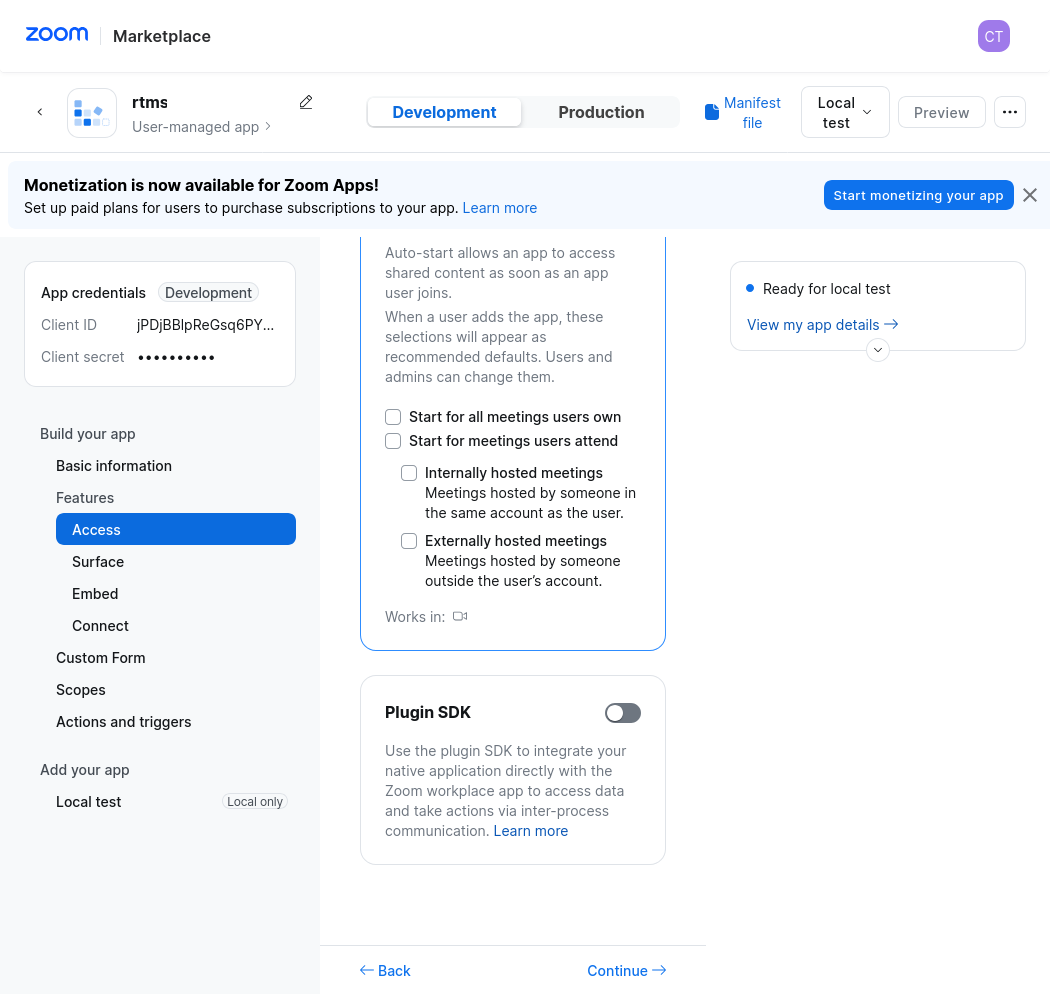 zoom Marketplace
CT
rtms
User-managed app
Development
Production
Manifest
file
Local
test
Preview
Monetization is now available for Zoom Apps!
Set up paid plans for users to purchase subscriptions to your app. Learn more
Start monetizing your app
App credentials Development
Client ID jPDjBBlpReGsq6PY...
Client secret ••••••••••
Build your app
Basic information
Features
Access
Surface
Embed
Connect
Custom Form
Scopes
Actions and triggers
Add your app
Local test Local only
Auto-start allows an app to access
shared content as soon as an app
user joins.
When a user adds the app, these
selections will appear as
recommended defaults. Users and
admins can change them.
Start for all meetings users own
Start for meetings users attend
Internally hosted meetings
Meetings hosted by someone in
the same account as the user.
Externally hosted meetings
Meetings hosted by someone
outside the user's account.
Works in:
Plugin SDK
Use the plugin SDK to integrate your
native application directly with the
Zoom workplace app to access data
and take actions via inter-process
communication. Learn more
Back
Continue
Ready for local test
View my app details